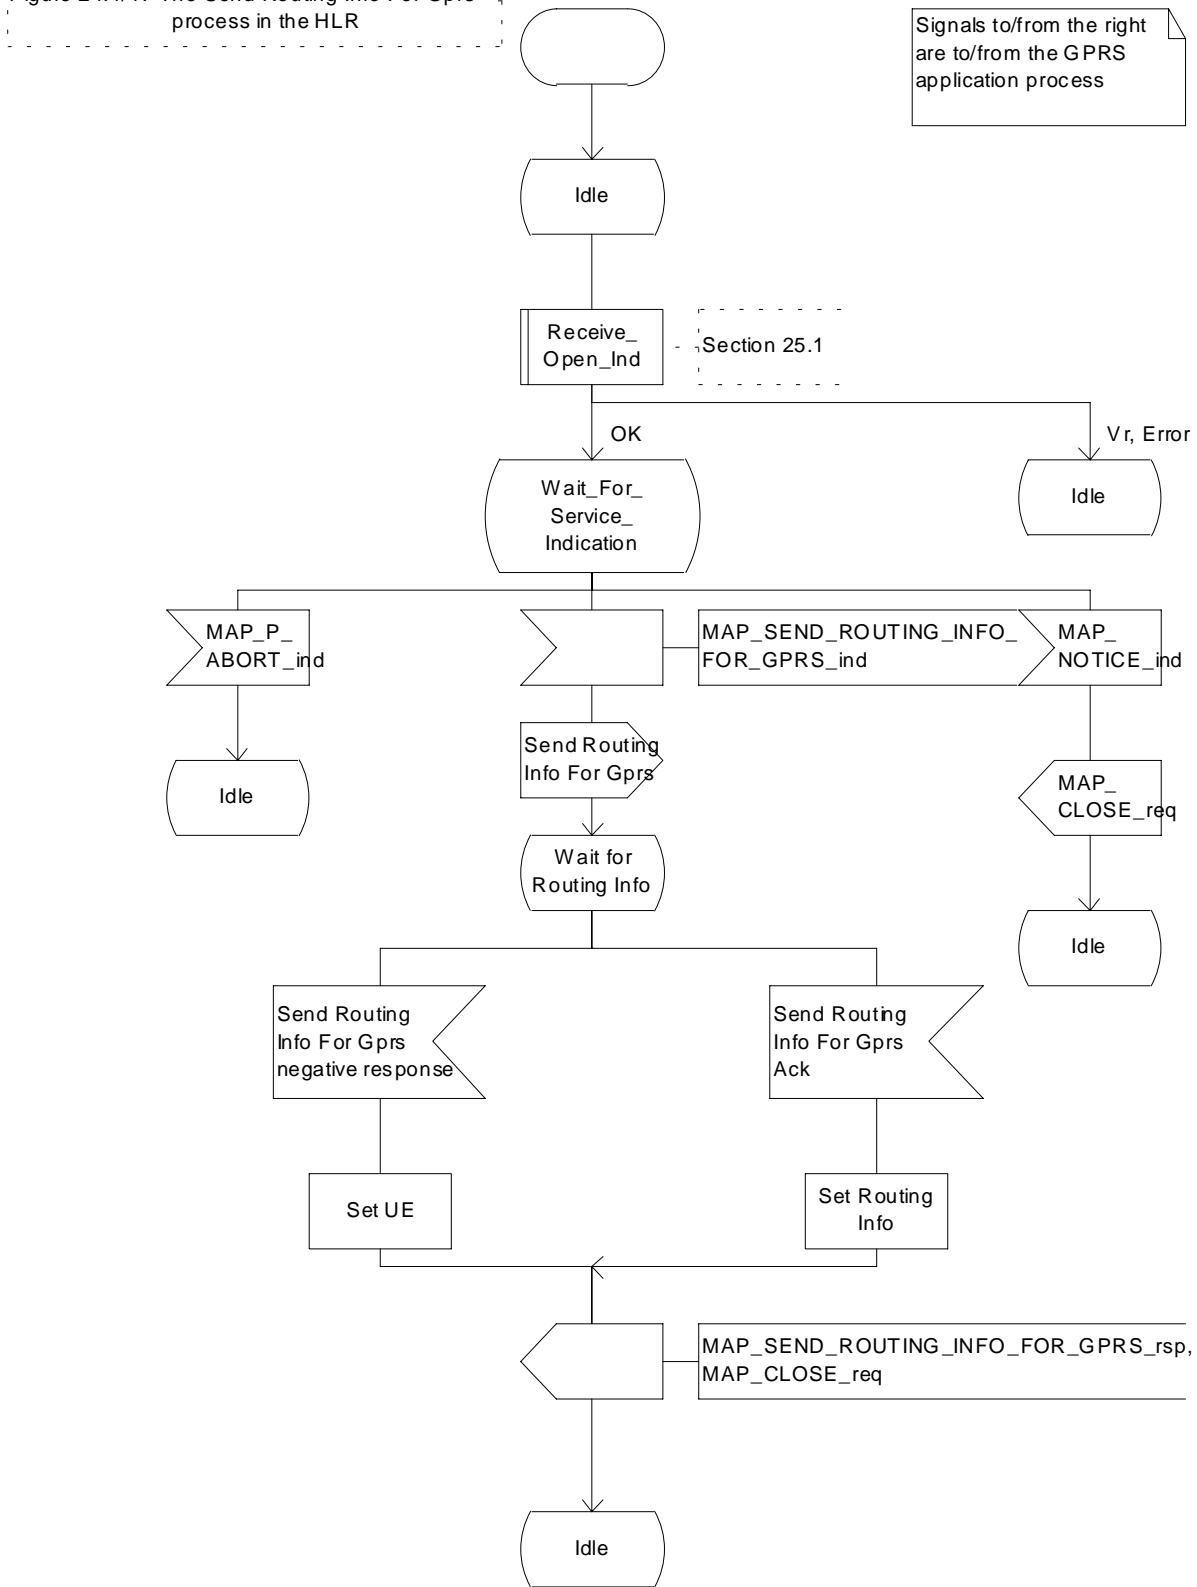 process in the HLR
Signals to/from the right
are to/from the GPRS
application process
Idle
Receive_
Open_Ind
Section 25.1
OK
Vr, Error
Wait_For_
Service_
Indication
Idle
MAP_P_
ABORT_ind
MAP_SEND_ROUTING_INFO_
FOR_GPRS_ind
MAP_
NOTICE_ind
Send Routing
Info For Gprs
Idle
MAP_
CLOSE_req
Wait for
Routing Info
Idle
Send Routing
Info For Gprs
negative response
Send Routing
Info For Gprs
Ack
Set UE
Set Routing
Info
MAP_SEND_ROUTING_INFO_FOR_GPRS_rsp,
MAP_CLOSE_req
Idle